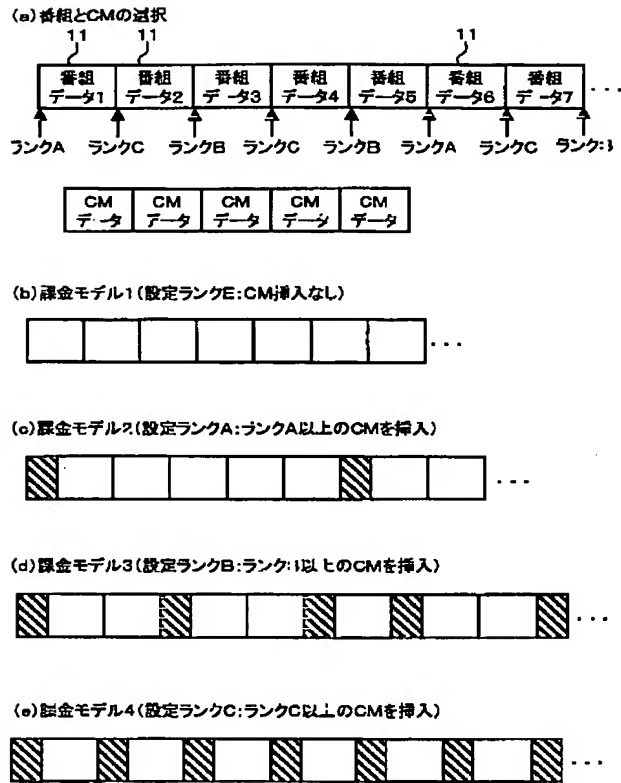 (a)番組とCMの選択
11 11 11
番組 番組 番組 番組 番組 番組 番組
データ1 データ2 データ3 データ4 データ5 データ6 データ7 ・・・
ランクA ランクC ランクB ランクC ランクB ランクA ランクC ランク
CM CM CM CM CM
データ データ データ データ データ
(b)課金モデル1(設定ランクE:CM挿入なし)
・・・
(c)課金モデル2(設定ランクA:ランクA以上のCMを挿入)
・・・
(d)課金モデル3(設定ランクB:ランク 以上のCMを挿入)
・・・
(e)課金モデル4(設定ランクC:ランクC以上のCMを挿入)
・・・